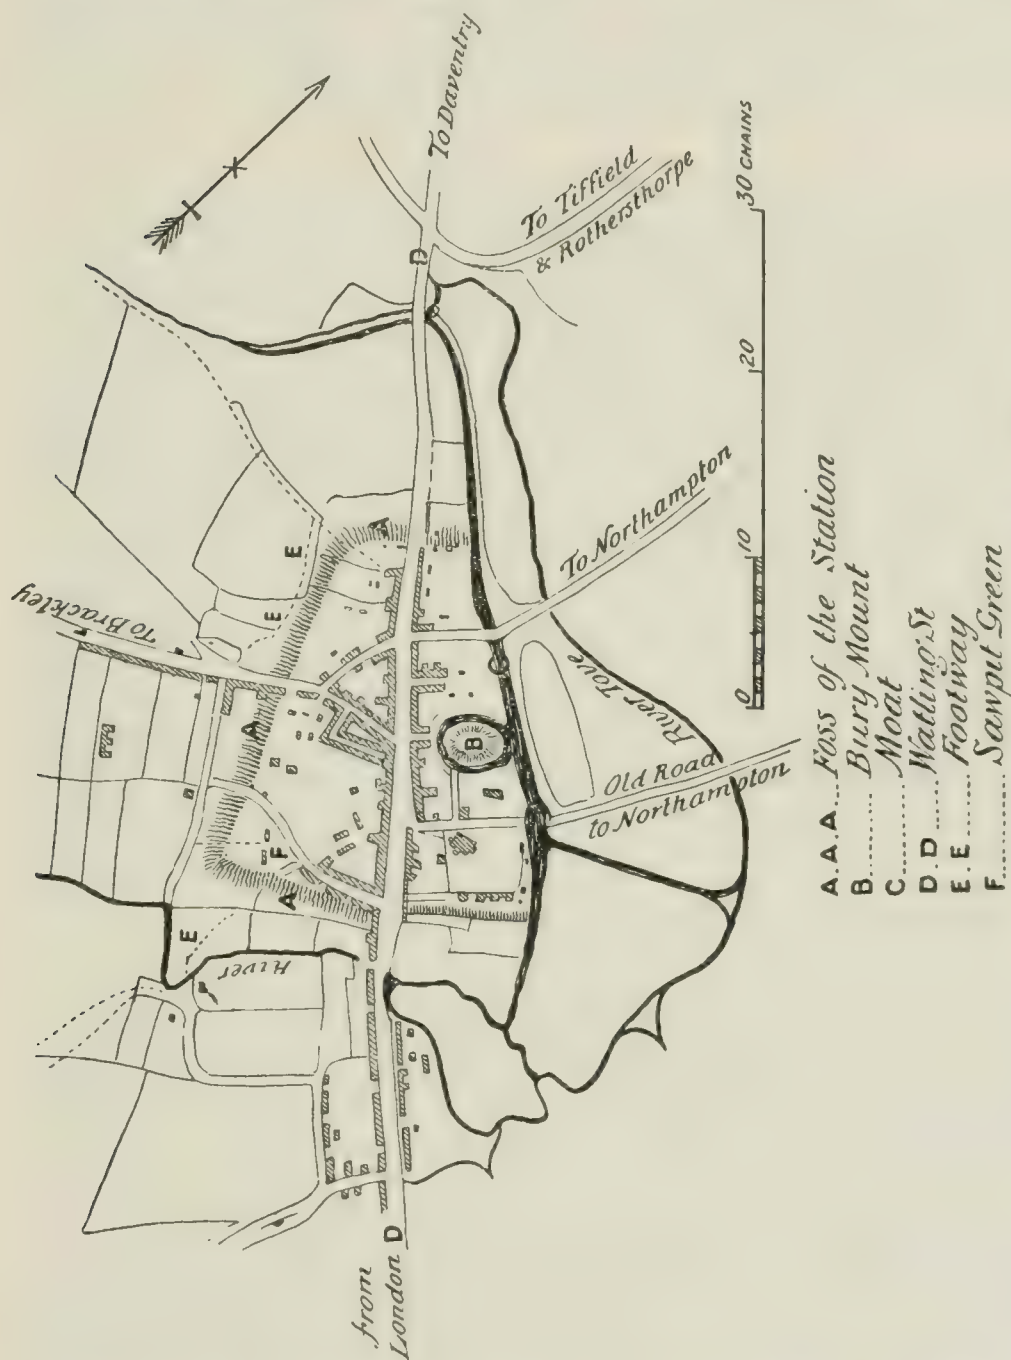 To Daventry
To Tiffield
& Rothersthorpe
To Brackley
To Northampton
River Tove
Old Road
to Northampton
River
from
London
A
A
A
B
D
D
E
E
E
F
0 10 20 30 CHAINS
A.A.A...Foss of the Station
B.........Bury Mount
C.........Moat
D.D......Watling St
E.E......Footway
F.........Sawpit Green